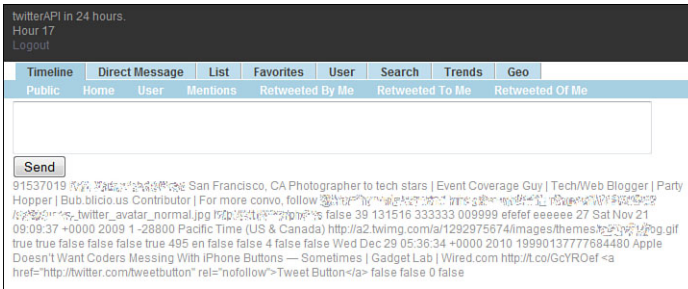 twitterAPI in 24 hours.
Hour 17
Logout
Timeline Direct Message List Favorites User Search Trends Geo
Public Home User Mentions Retweeted By Me Retweeted To Me Retweeted Of Me
Send
91537019 San Francisco, CA Photographer to tech stars | Event Coverage Guy | Tech/Web Blogger | Party
Hopper | Bub.blicio.us Contributor | For more convo, follow
_twitter_avatar_normal.jpg false 39 131516 333333 009999 efefef eeeeee 27 Sat Nov 21
09:09:37 +0000 2009 1 -28800 Pacific Time (US & Canada) http://a2.twimg.com/a/1292975674/images/themes/ bg.gif
true true false false false true 495 en false false 4 false false Wed Dec 29 05:36:34 +0000 2010 19990137777684480 Apple
Doesn't Want Coders Messing With iPhone Buttons — Sometimes | Gadget Lab | Wired.com http://t.co/GcYROef <a
href="http://twitter.com/tweetbutton" rel="nofollow">Tweet Button</a> false false 0 false